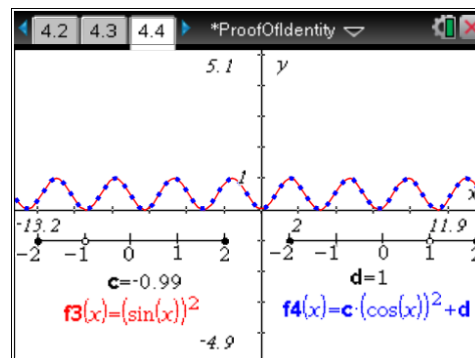 4.2 4.3 4.4 *ProofOfIdentity
5.1 y
1 x
-13.2 2 11.9
-2 -1 0 1 2 -2 -1 0 1 2
c=-0.99 d=1
f3(x)=(sin(x))² f4(x)=c·(cos(x))²+d
-4.9